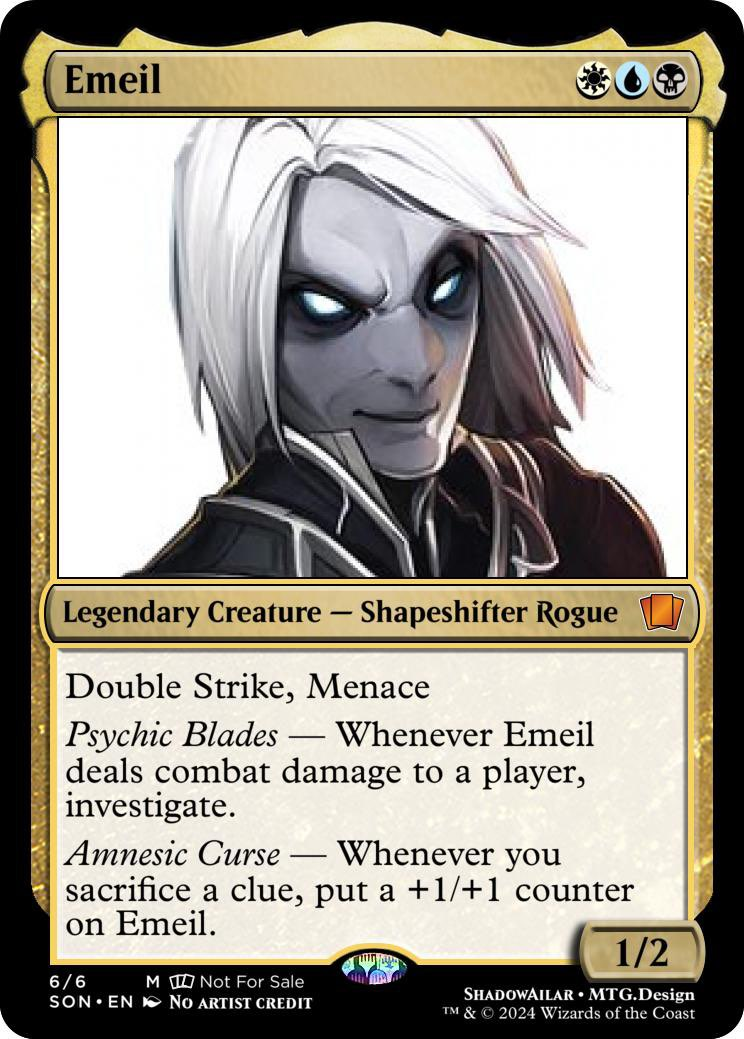 Emeil
Legendary Creature — Shapeshifter Rogue
Double Strike, Menace
Psychic Blades — Whenever Emeil
deals combat damage to a player,
investigate.
Amnesic Curse — Whenever you
sacrifice a clue, put a +1/+1 counter
on Emeil.
1/2
6/6 M Not For Sale
SON • EN No artist credit
ShadowAilar • MTG.Design
™ & © 2024 Wizards of the Coast